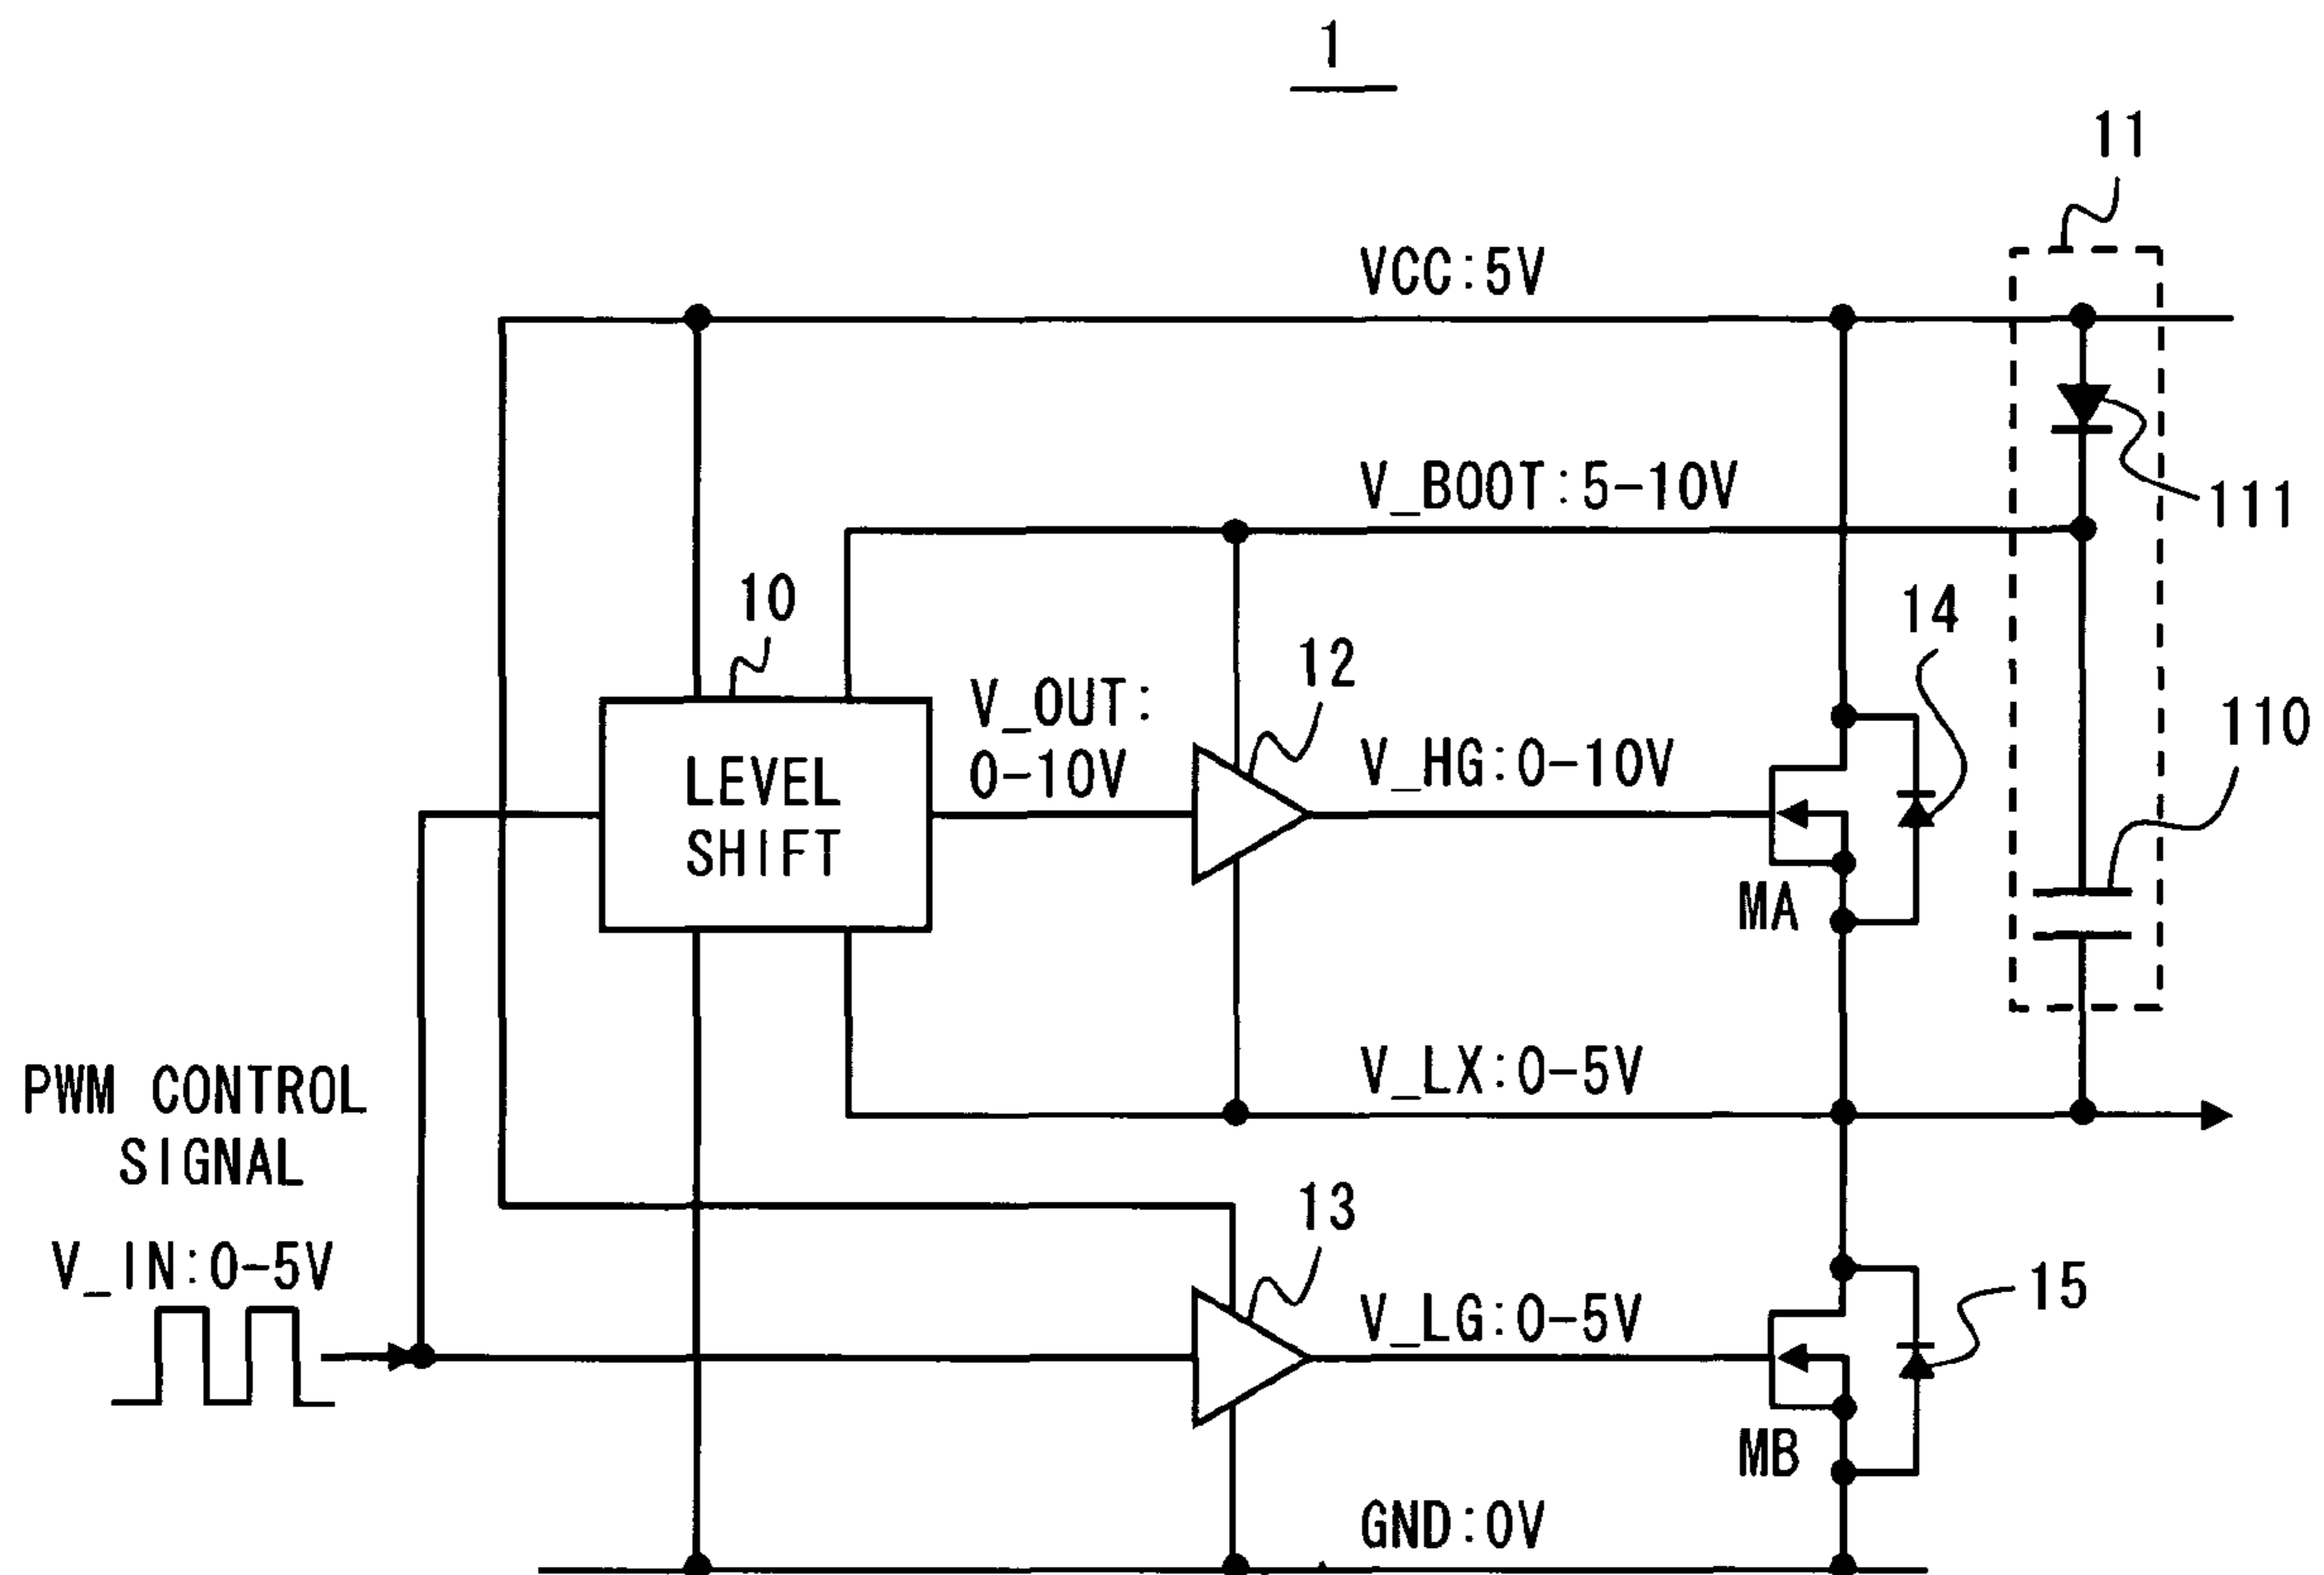 1
11
VCC:5V
V_BOOT:5-10V
111
10
14
12
V_OUT:
0-10V
110
V_HG:0-10V
LEVEL
SHIFT
MA
V_LX:0-5V
PWM CONTROL
SIGNAL
13
V_IN:0-5V
15
V_LG:0-5V
MB
GND:0V